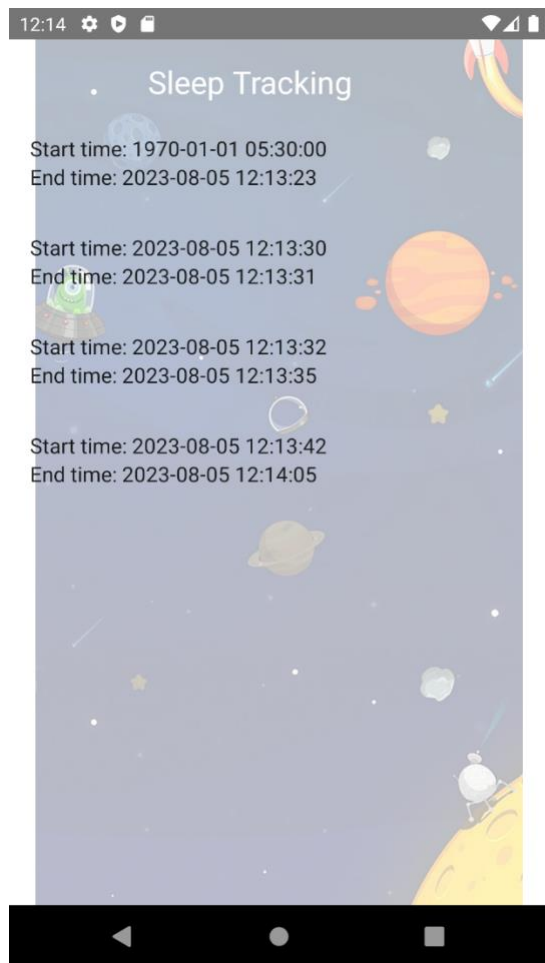 12:14
Sleep Tracking
Start time: 1970-01-01 05:30:00
End time: 2023-08-05 12:13:23
Start time: 2023-08-05 12:13:30
End time: 2023-08-05 12:13:31
Start time: 2023-08-05 12:13:32
End time: 2023-08-05 12:13:35
Start time: 2023-08-05 12:13:42
End time: 2023-08-05 12:14:05